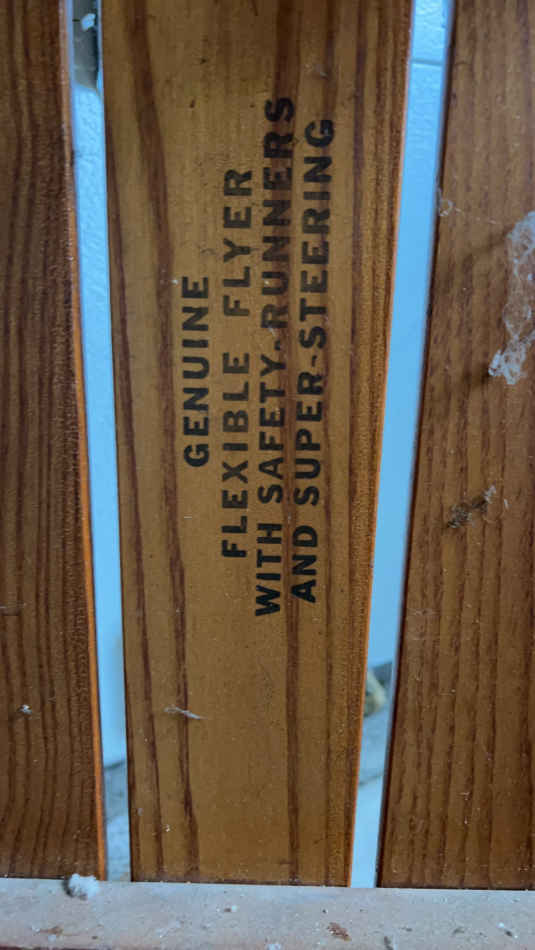 GENUINE
FLEXIBLE FLYER
WITH SAFETY-RUNNERS
AND SUPER-STEERING